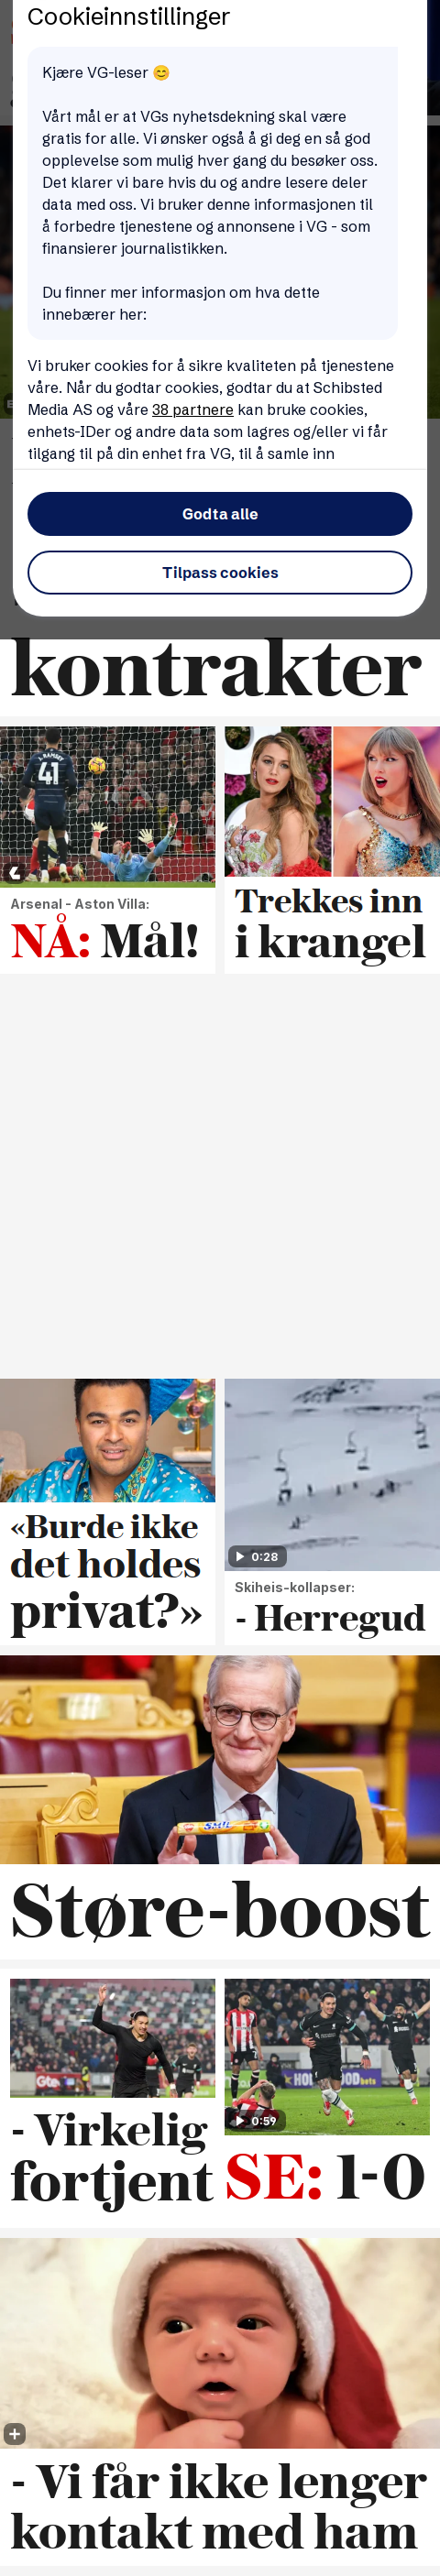 Cookieinnstillinger
Kjære VG-leser 😊
Vårt mål er at VGs nyhetsdekning skal være
gratis for alle. Vi ønsker også å gi deg en så god
opplevelse som mulig hver gang du besøker oss.
Det klarer vi bare hvis du og andre lesere deler
data med oss. Vi bruker denne informasjonen til
å forbedre tjenestene og annonsene i VG - som
finansierer journalistikken.
Du finner mer informasjon om hva dette
innebærer her:
Vi bruker cookies for å sikre kvaliteten på tjenestene
våre. Når du godtar cookies, godtar du at Schibsted
Media AS og våre 38 partnere kan bruke cookies,
enhets-IDer og andre data som lagres og/eller vi får
tilgang til på din enhet fra VG, til å samle inn
Godta alle
Tilpass cookies
kontrakter
J. RAMSEY
41
Arsenal - Aston Villa:
NÅ: Mål!
Trekkes inn
i krangel
«Burde ikke
det holdes
privat?»
0:28
Skiheis-kollapser:
- Herregud
SMIL
Støre-boost
- Virkelig
fortjent
0:59
SE: 1-0
- Vi får ikke lenger
kontakt med ham